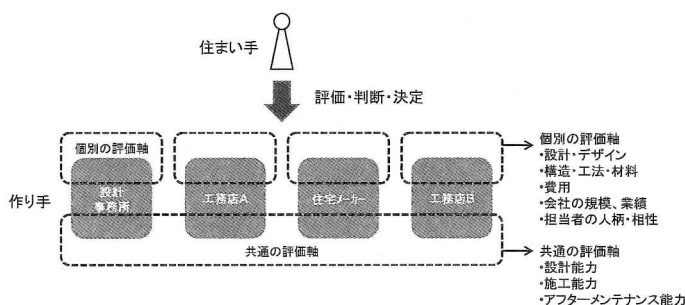 住まい手
評価・判断・決定
個別の評価軸
作り手
設計
事務所
工務店A
住宅メーカー
工務店B
共通の評価軸
個別の評価軸
・設計・デザイン
・構造・工法・材料
・費用
・会社の規模、業績
・担当者の人柄・相性
共通の評価軸
・設計能力
・施工能力
・アフターメンテナンス能力